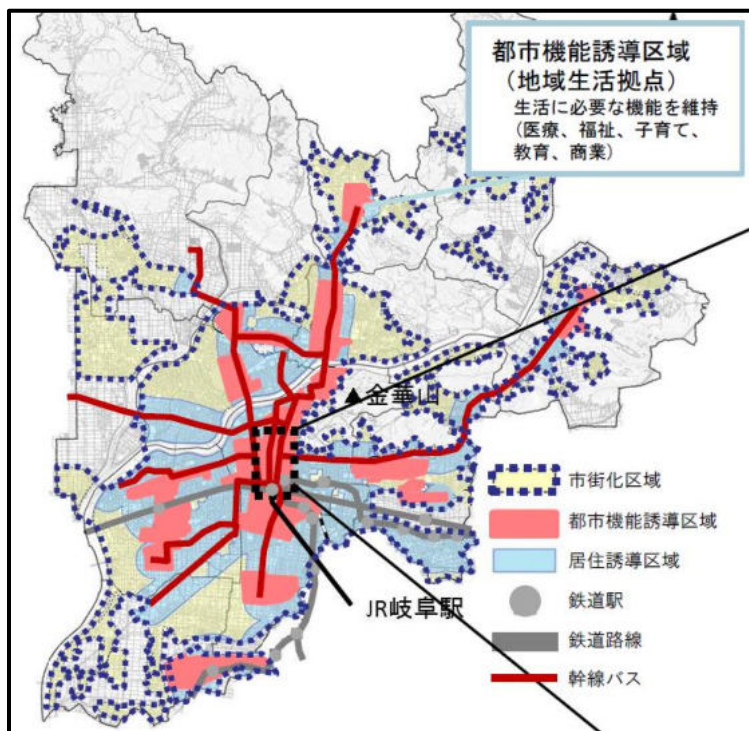 都市機能誘導区域
（地域生活拠点）
生活に必要な機能を維持
（医療、福祉、子育て、
教育、商業）
▲金華山
市街化区域
都市機能誘導区域
居住誘導区域
鉄道駅
JR岐阜駅
鉄道路線
幹線バス